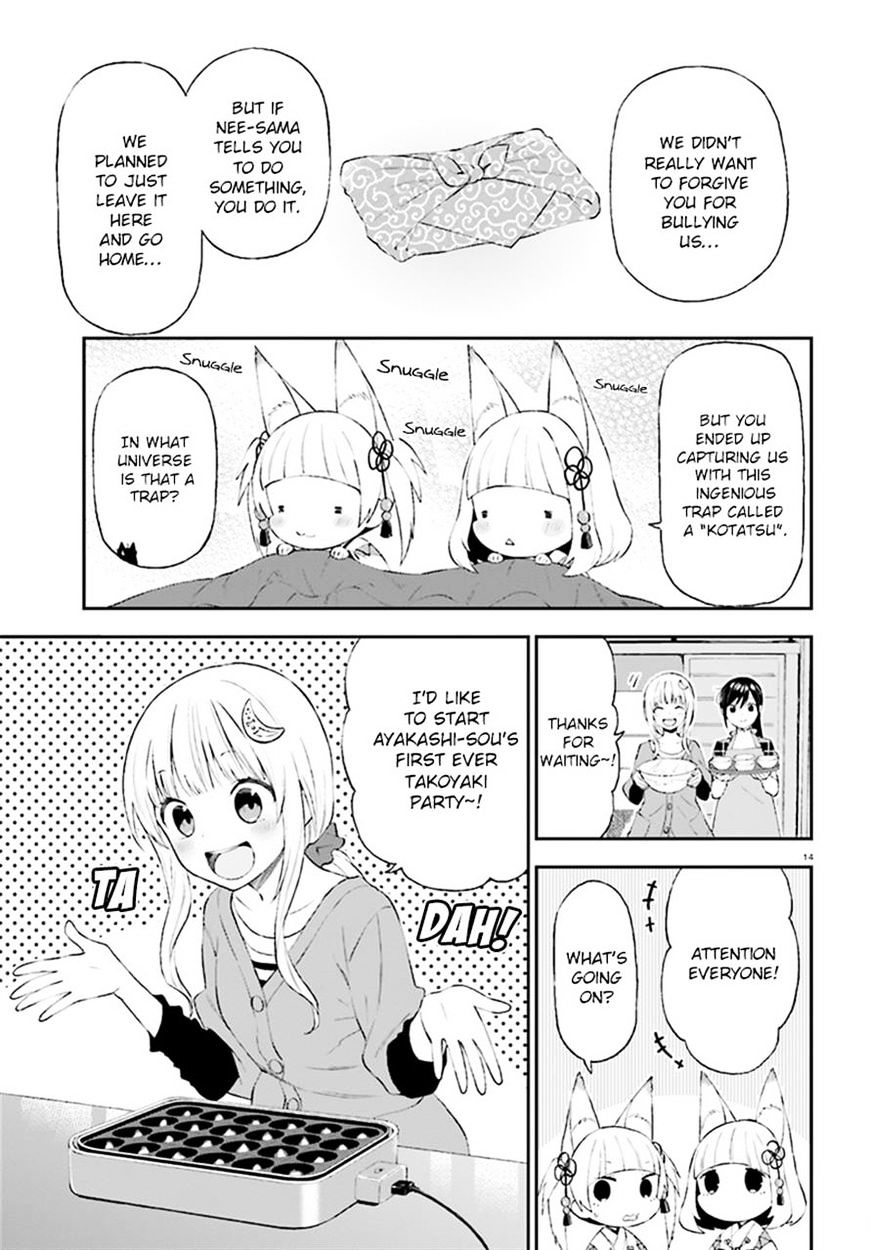 WE DIDN'T
REALLY WANT
TO FORGIVE
YOU FOR
BULLYING
US...
BUT IF
NEE-SAMA
TELLS YOU
TO DO
SOMETHING,
YOU DO IT.
WE
PLANNED
TO JUST
LEAVE IT
HERE
AND GO
HOME...
BUT YOU
ENDED UP
CAPTURING US
WITH THIS
INGENIOUS
TRAP CALLED
A "KOTATSU".
Snuggle
Snuggle
Snuggle
Snuggle
IN WHAT
UNIVERSE
IS THAT A
TRAP?
THANKS
FOR
WAITING~!
14
I'D LIKE
TO START
AYAKASHI-SOU'S
FIRST EVER
TAKOYAKI
PARTY~!
TA
DAH!
ATTENTION
EVERYONE!
WHAT'S
GOING
ON?